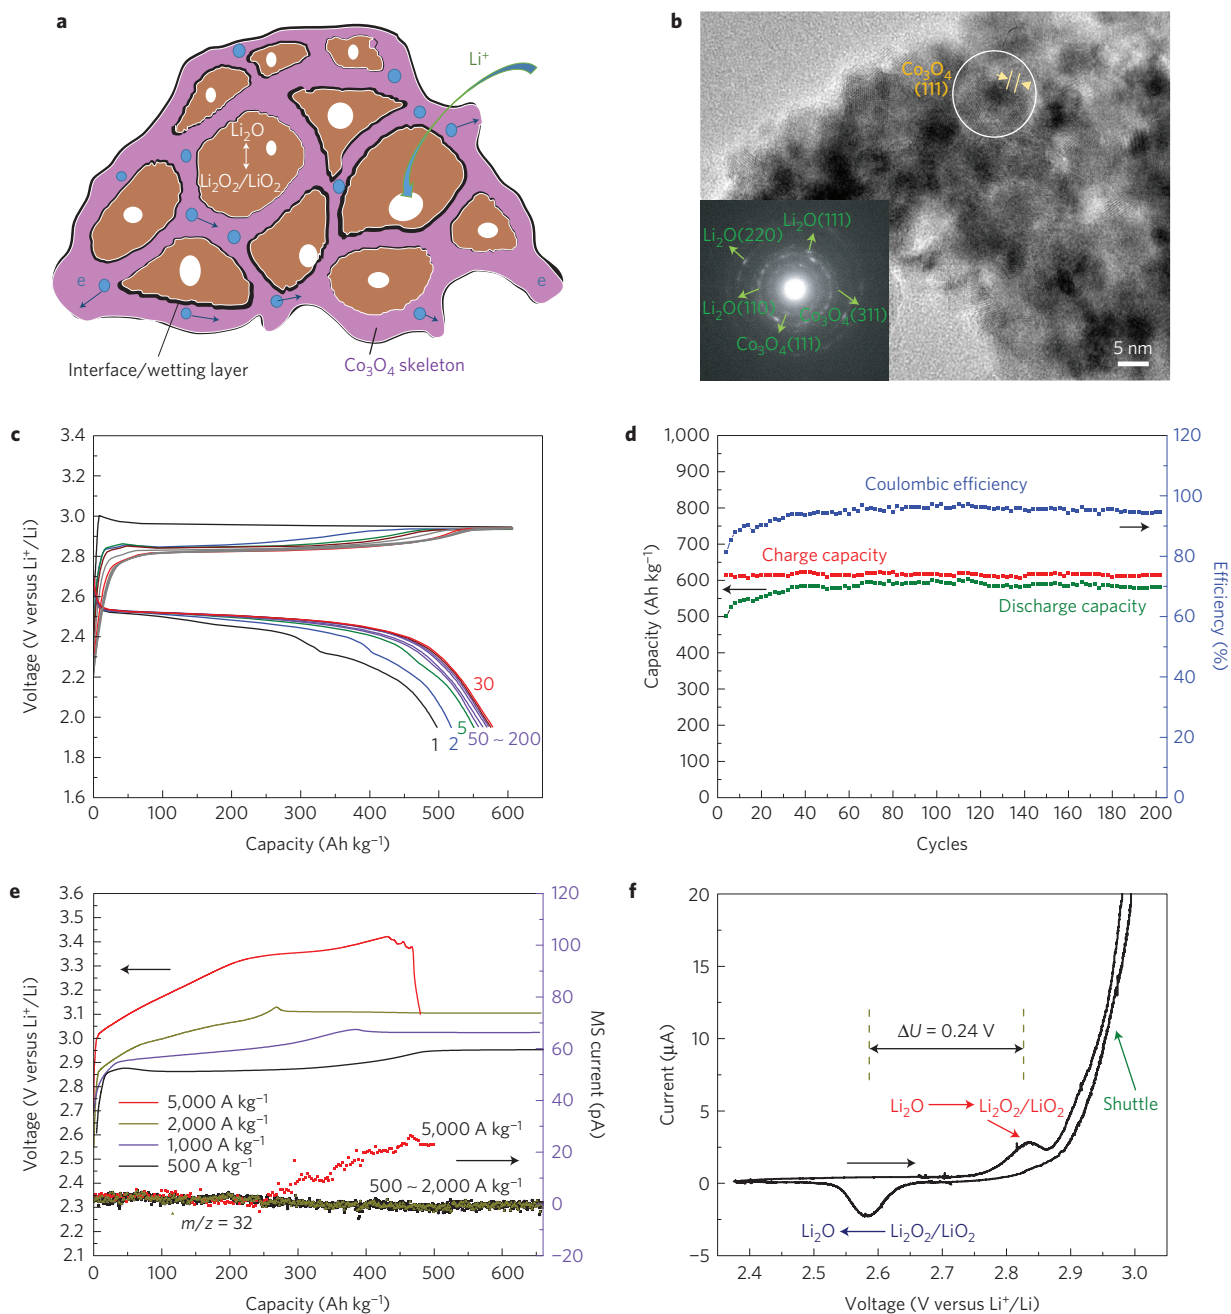 a
Li⁺
Li₂O
Li₂O₂/LiO₂
e
e
Interface/wetting layer
Co₃O₄ skeleton
b
Co₃O₄
(111)
Li₂O(111)
Li₂O(220)
Li₂O(110)
Co₃O₄(311)
Co₃O₄(111)
5 nm
c
Voltage (V versus Li⁺/Li)
3.4
3.2
3.0
2.8
2.6
2.4
2.2
2.0
1.8
1.6
30
5
50 ~ 200
1
2
0 100 200 300 400 500 600
Capacity (Ah kg⁻¹)
d
Capacity (Ah kg⁻¹)
1,000
900
800
700
600
500
400
300
200
100
0
Coulombic efficiency
Charge capacity
Discharge capacity
120
100
80
60
40
20
0
Efficiency (%)
0 20 40 60 80 100 120 140 160 180 200
Cycles
e
Voltage (V versus Li⁺/Li)
3.6
3.5
3.4
3.3
3.2
3.1
3.0
2.9
2.8
2.7
2.6
2.5
2.4
2.3
2.2
2.1
5,000 A kg⁻¹
2,000 A kg⁻¹
1,000 A kg⁻¹
500 A kg⁻¹
5,000 A kg⁻¹
500 ~ 2,000 A kg⁻¹
m/z = 32
120
100
80
60
40
20
0
−20
MS current (pA)
0 100 200 300 400 500 600
Capacity (Ah kg⁻¹)
f
Current (μA)
20
15
10
5
0
−5
ΔU = 0.24 V
Li₂O Li₂O₂/LiO₂
Shuttle
Li₂O Li₂O₂/LiO₂
2.4 2.5 2.6 2.7 2.8 2.9 3.0
Voltage (V versus Li⁺/Li)